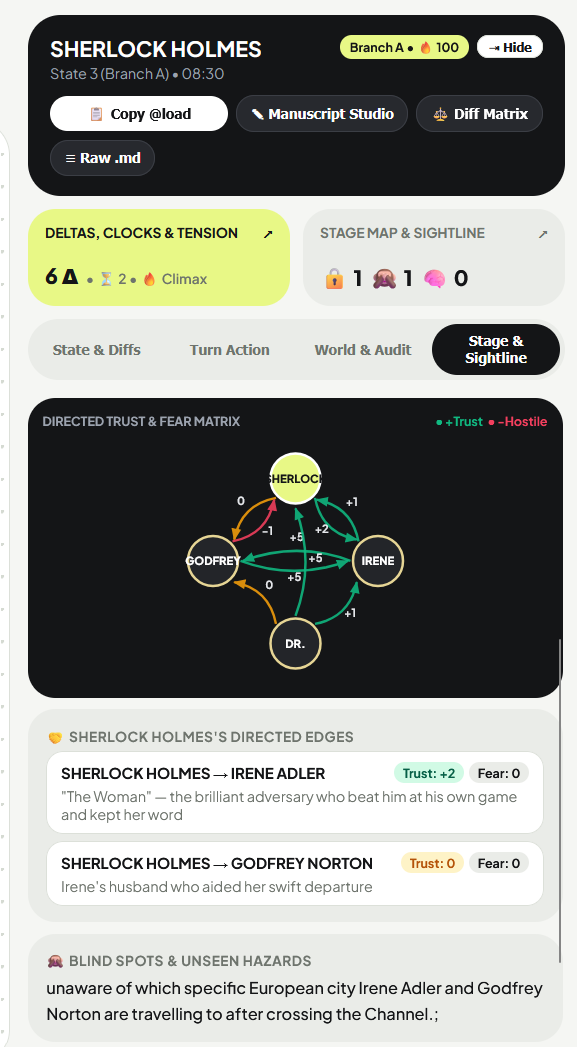 SHERLOCK HOLMES
Branch A • 🔥 100
⇥ Hide
State 3 (Branch A) • 08:30
📋 Copy @load
✎ Manuscript Studio
⚖ Diff Matrix
≡ Raw .md
DELTAS, CLOCKS & TENSION ↗
6 Δ • ⏳ 2 • 🔥 Climax
STAGE MAP & SIGHTLINE ↗
🔒 1 🙈 1 🧠 0
State & Diffs
Turn Action
World & Audit
Stage &
Sightline
DIRECTED TRUST & FEAR MATRIX
• +Trust • -Hostile
SHERLOCK
0
+1
-1
+2
+5
GODFREY
+5
IRENE
+5
0
+1
DR.
🤝 SHERLOCK HOLMES'S DIRECTED EDGES
SHERLOCK HOLMES → IRENE ADLER
Trust: +2
Fear: 0
"The Woman" — the brilliant adversary who beat him at his own game
and kept her word
SHERLOCK HOLMES → GODFREY NORTON
Trust: 0
Fear: 0
Irene's husband who aided her swift departure
🙈 BLIND SPOTS & UNSEEN HAZARDS
unaware of which specific European city Irene Adler and Godfrey
Norton are travelling to after crossing the Channel.;